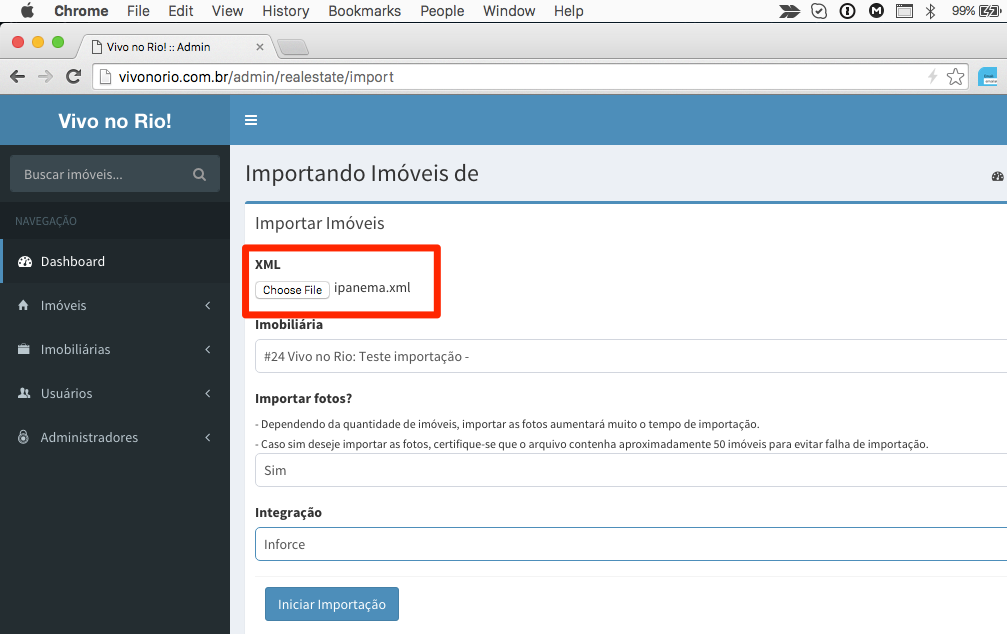 Chrome File Edit View History Bookmarks People Window Help 99%
Vivo no Rio! :: Admin
vivonorio.com.br/admin/realestate/import
Vivo no Rio!
Buscar imóveis...
NAVEGAÇÃO
Dashboard
Imóveis
Imobiliárias
Usuários
Administradores
Importando Imóveis de
Importar Imóveis
XML
Choose File ipanema.xml
Imobiliária
#24 Vivo no Rio: Teste importação -
Importar fotos?
- Dependendo da quantidade de imóveis, importar as fotos aumentará muito o tempo de importação.
- Caso sim deseje importar as fotos, certifique-se que o arquivo contenha aproximadamente 50 imóveis para evitar falha de importação.
Sim
Integração
Inforce
Iniciar Importação